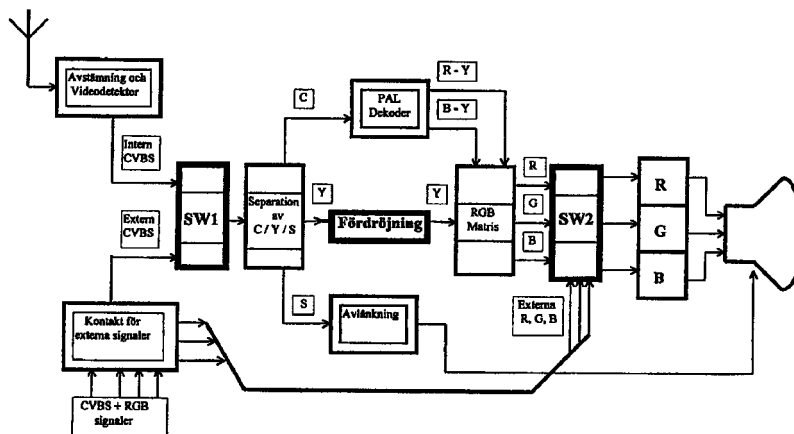 Avstämning och
Videodetektor
Intern
CVBS
Extern
CVBS
SW1
Separation
av
C / Y / S
C
Y
S
PAL
Dekoder
R - Y
B - Y
Fördröjning
Y
RGB
Matris
R
G
B
SW2
R
G
B
Externa
R, G, B
Avlänkning
Kontakt för
externa signaler
CVBS + RGB
signaler